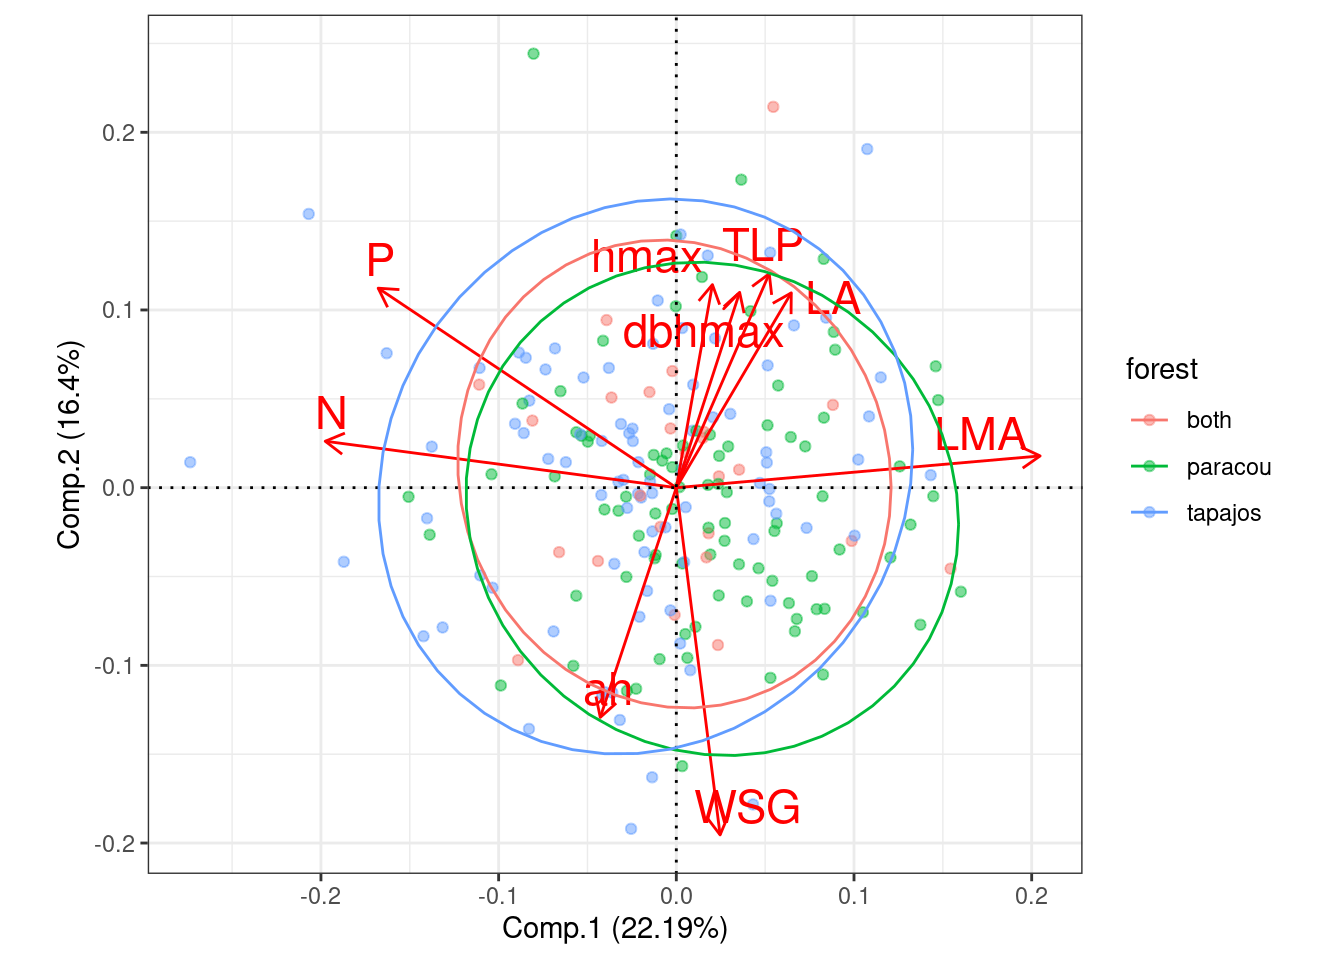 0.2
0.1
0.0
-0.1
-0.2
Comp.2 (16.4%)
P
hmax
TLP
LA
dbhmax
N
LMA
ah
WSG
-0.2
-0.1
0.0
0.1
0.2
Comp.1 (22.19%)
forest
both
paracou
tapajos